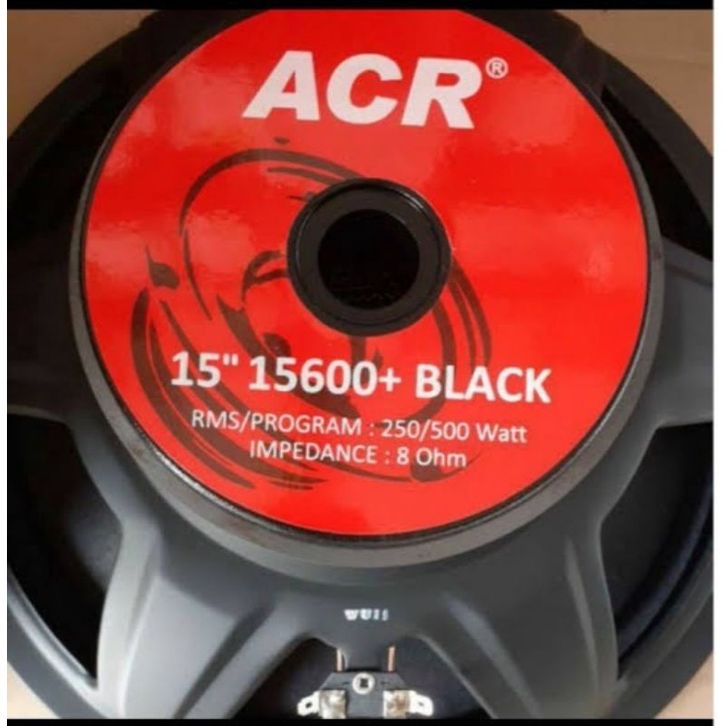 ACR®
15" 15600+ BLACK
RMS/PROGRAM : 250/500 Watt
IMPEDANCE : 8 Ohm